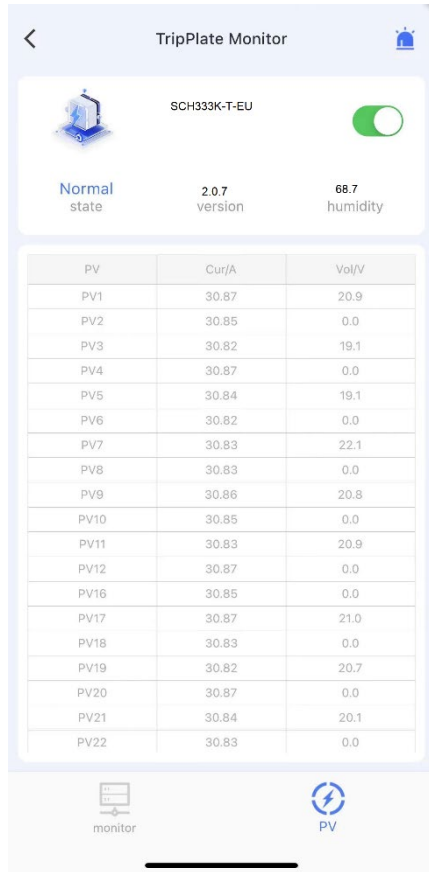 TripPlate Monitor
SCH333K-T-EU
Normal 2.0.7 68.7
state version humidity
PV Cur/A Vol/V
PV1 30.87 20.9
PV2 30.85 0.0
PV3 30.82 19.1
PV4 30.87 0.0
PV5 30.84 19.1
PV6 30.82 0.0
PV7 30.83 22.1
PV8 30.83 0.0
PV9 30.86 20.8
PV10 30.85 0.0
PV11 30.83 20.9
PV12 30.87 0.0
PV16 30.85 0.0
PV17 30.87 21.0
PV18 30.83 0.0
PV19 30.82 20.7
PV20 30.87 0.0
PV21 30.84 20.1
PV22 30.83 0.0
monitor PV